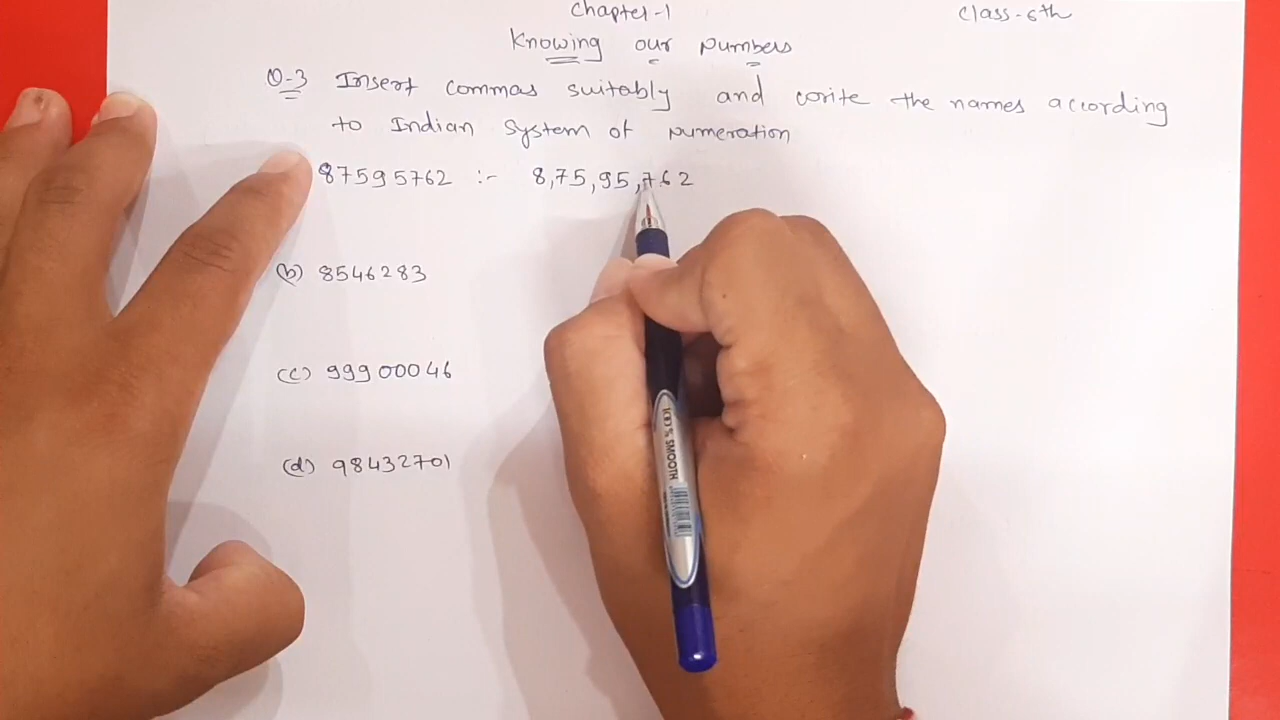 Chapter-1
Class-6th
Knowing our numbers
Q-3 Insert commas suitably and write the names according
to Indian system of numeration
87595762 :- 8,75,95,762
(b) 8546283
(c) 99900046
(d) 98432701
100% SMOOTH